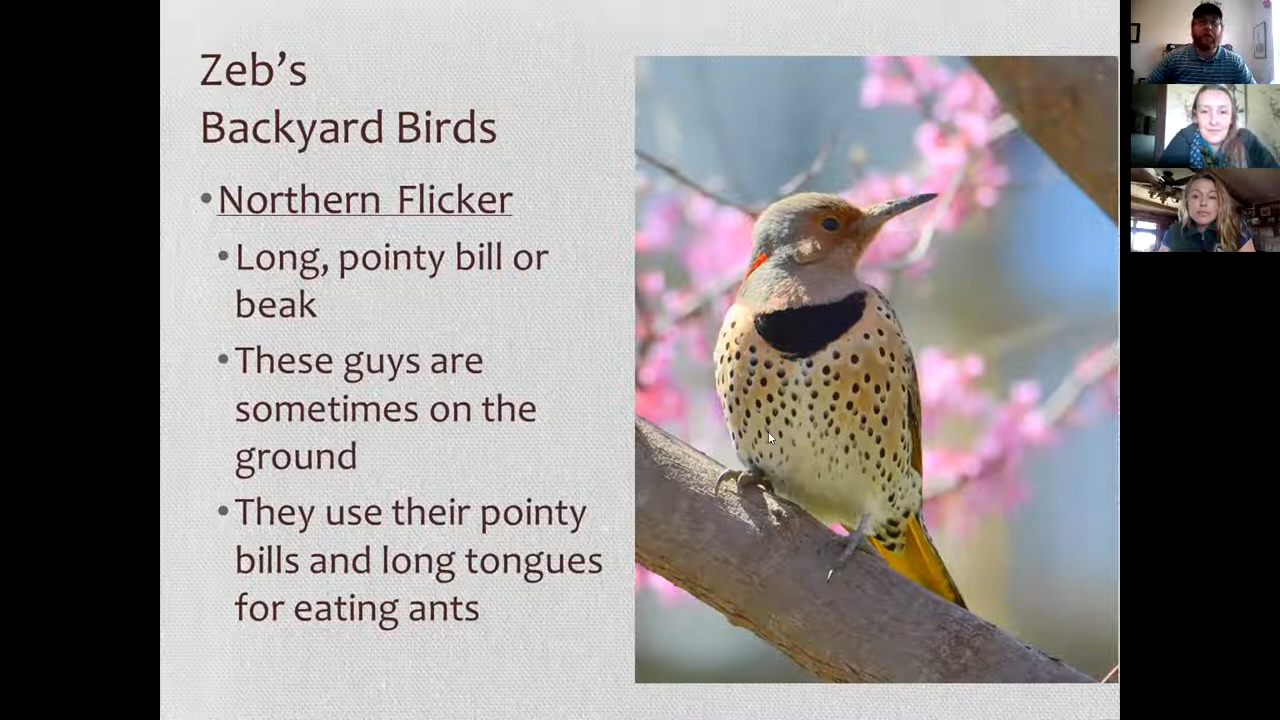 Zeb’s
Backyard Birds
•Northern Flicker
•Long, pointy bill or
beak
•These guys are
sometimes on the
ground
•They use their pointy
bills and long tongues
for eating ants